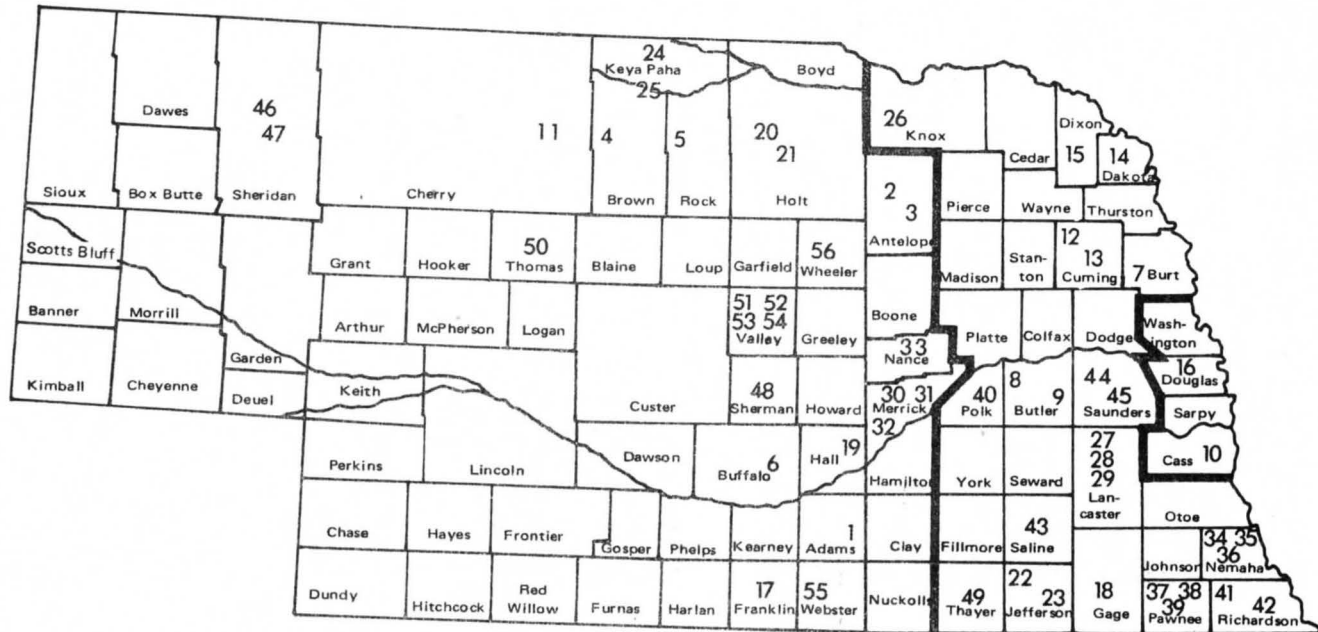 24
Keya Paha
25
Boyd
Dawes
46
47
11
4
5
20
21
26
Knox
Cedar
Dixon
15
14
Dakota
Sioux
Box Butte
Sheridan
Cherry
Brown
Rock
Holt
2
3
Antelope
Pierce
Wayne
Thurston
Scotts Bluff
Grant
Hooker
50
Thomas
Blaine
Loup
Garfield
56
Wheeler
Madison
Stan-
ton
12
13
Cuming
7 Burt
Banner
Morrill
Garden
Arthur
McPherson
Logan
51 52
53 54
Valley
Greeley
Boone
33
Nance
Platte
Colfax
Dodge
Wash-
ington
Kimball
Cheyenne
Deuel
Keith
Custer
48
Sherman
Howard
30 31
Merrick
32
40
Polk
8
9
Butler
44
45
Saunders
16
Douglas
Sarpy
Perkins
Lincoln
Dawson
Buffalo 6
Hall 19
Hamilton
York
Seward
27
28
29
Lan-
caster
Cass 10
Otoe
Chase
Hayes
Frontier
Gosper
Phelps
Kearney
1
Adams
Clay
Fillmore
43
Saline
Johnson
34 35
36
Nemaha
Dundy
Hitchcock
Red
Willow
Furnas
Harlan
17
Franklin
55
Webster
Nuckolls
49
Thayer
22
23
Jefferson
18
Gage
37 38
39
Pawnee
41
42
Richardson